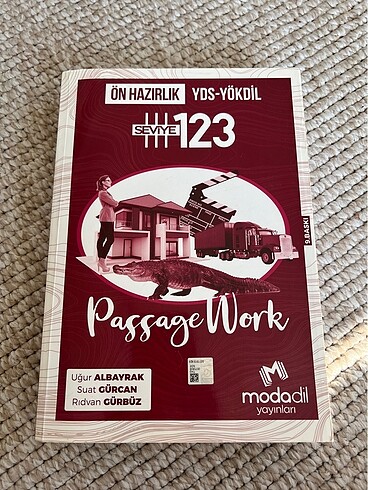 ÖN HAZIRLIK YDS-YÖKDİL
SEVİYE 123
9.BASKI
Passage Work
Uğur ALBAYRAK
Suat GÜRCAN
Rıdvan GÜRBÜZ
modadil
yayınları